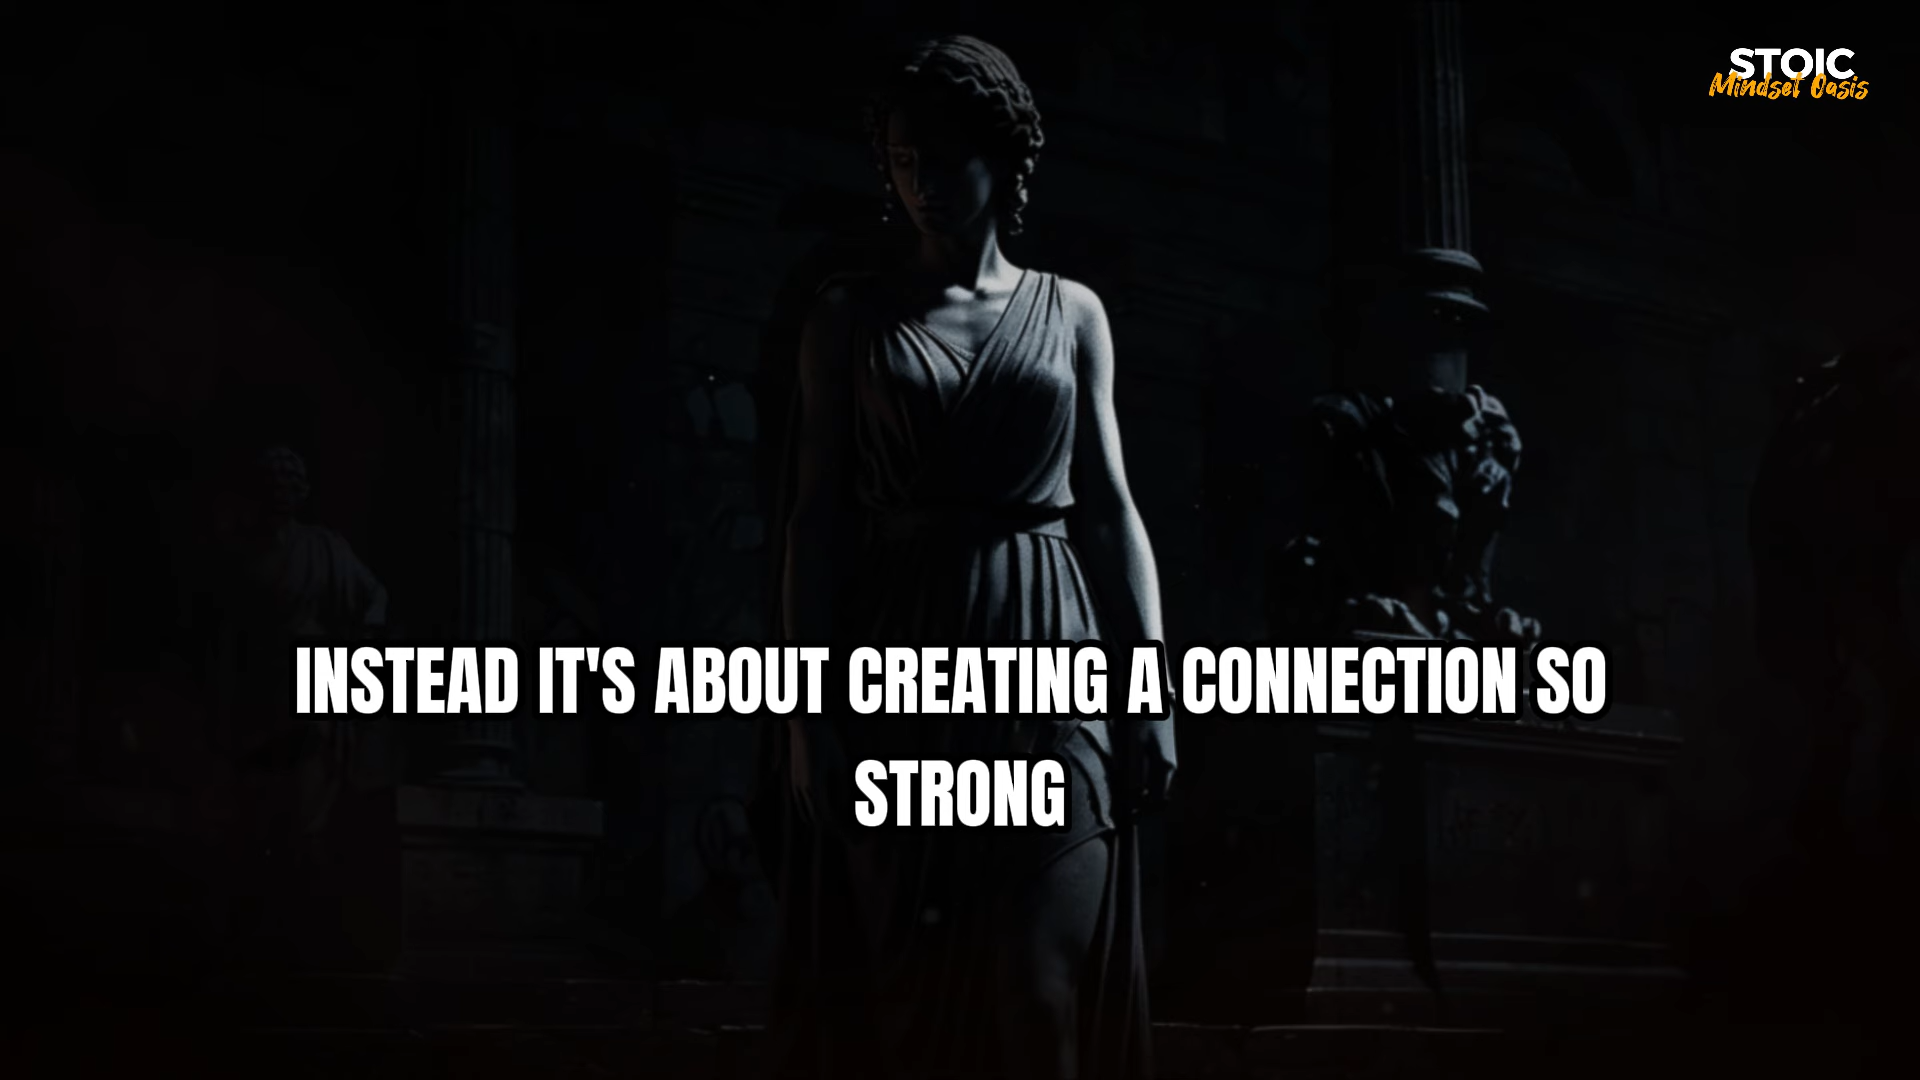 STOIC
Mindset Oasis
INSTEAD IT'S ABOUT CREATING A CONNECTION SO
STRONG